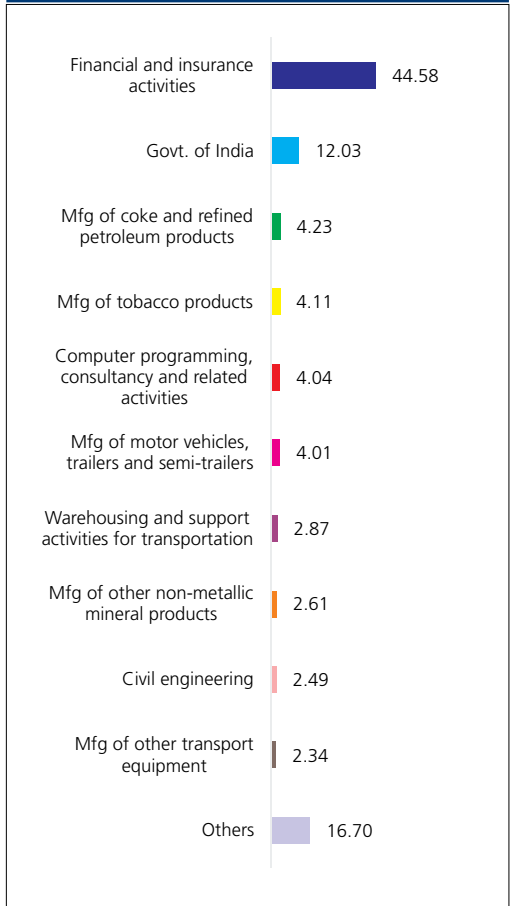 Financial and insurance
activities
44.58
Govt. of India
12.03
Mfg of coke and refined
petroleum products
4.23
Mfg of tobacco products
4.11
Computer programming,
consultancy and related
activities
4.04
Mfg of motor vehicles,
trailers and semi-trailers
4.01
Warehousing and support
activities for transportation
2.87
Mfg of other non-metallic
mineral products
2.61
Civil engineering
2.49
Mfg of other transport
equipment
2.34
Others
16.70